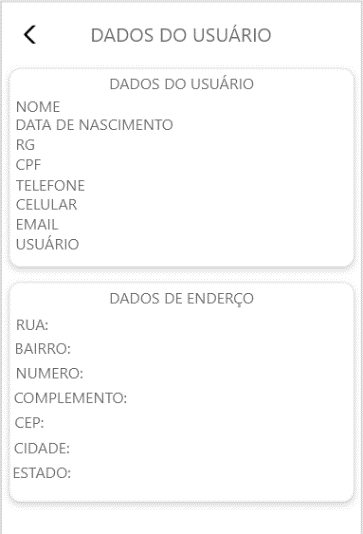 DADOS DO USUÁRIO
DADOS DO USUÁRIO
NOME
DATA DE NASCIMENTO
RG
CPF
TELEFONE
CELULAR
EMAIL
USUÁRIO
DADOS DE ENDERÇO
RUA:
BAIRRO:
NUMERO:
COMPLEMENTO:
CEP:
CIDADE:
ESTADO: